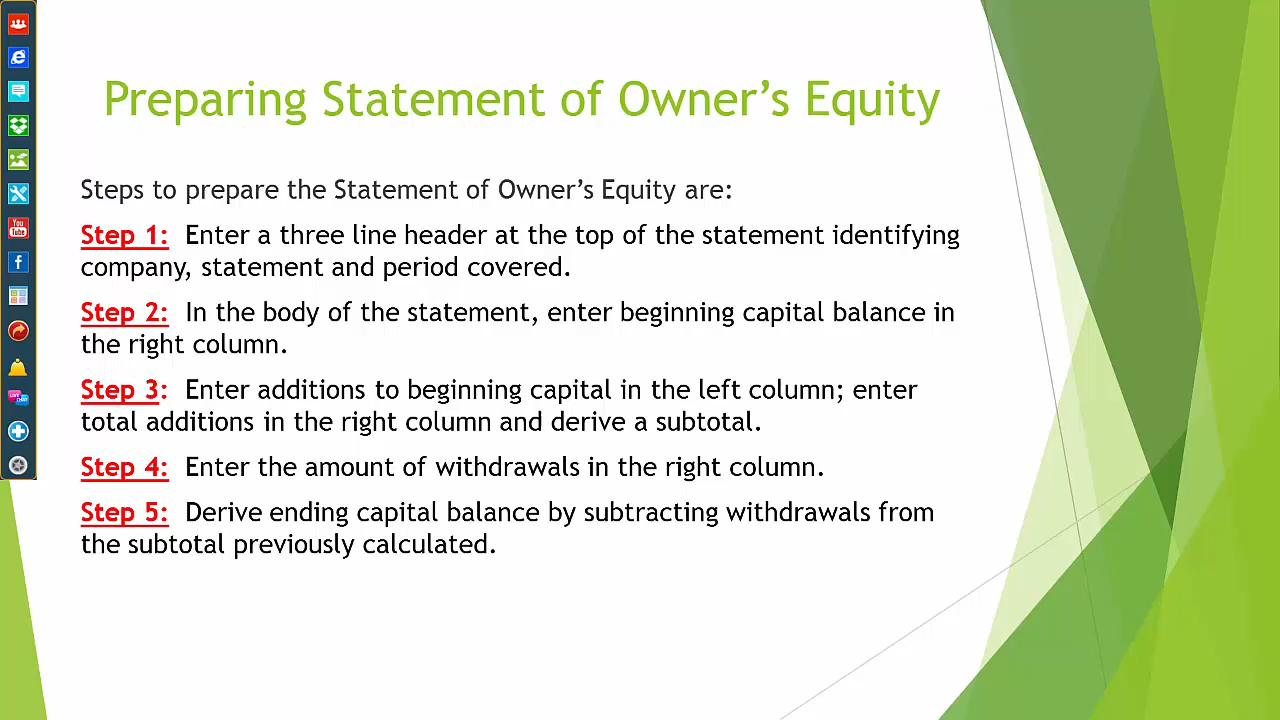 Preparing Statement of Owner’s Equity
Steps to prepare the Statement of Owner’s Equity are:
Step 1: Enter a three line header at the top of the statement identifying
company, statement and period covered.
Step 2: In the body of the statement, enter beginning capital balance in
the right column.
Step 3: Enter additions to beginning capital in the left column; enter
total additions in the right column and derive a subtotal.
Step 4: Enter the amount of withdrawals in the right column.
Step 5: Derive ending capital balance by subtracting withdrawals from
the subtotal previously calculated.
You
Tube